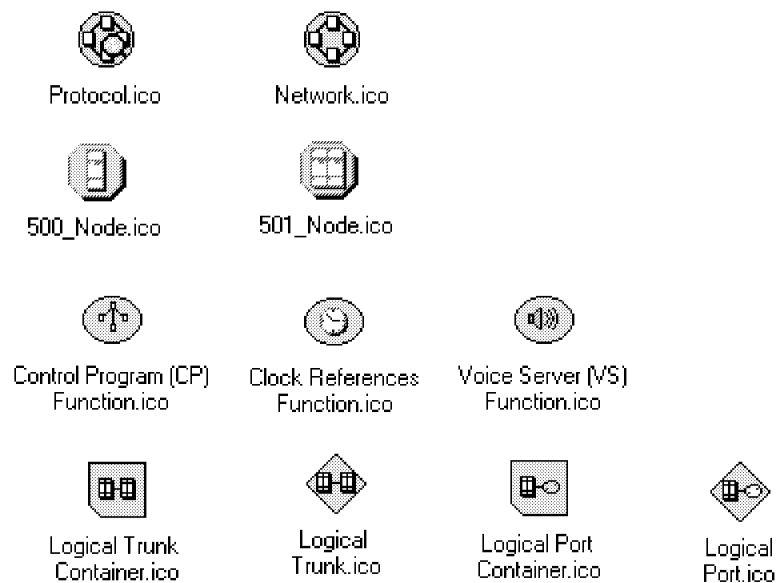 Protocol.ico
Network.ico
500_Node.ico
501_Node.ico
Control Program (CP)
Function.ico
Clock References
Function.ico
Voice Server (VS)
Function.ico
Logical Trunk
Container.ico
Logical
Trunk.ico
Logical Port
Container.ico
Logical
Port.ico